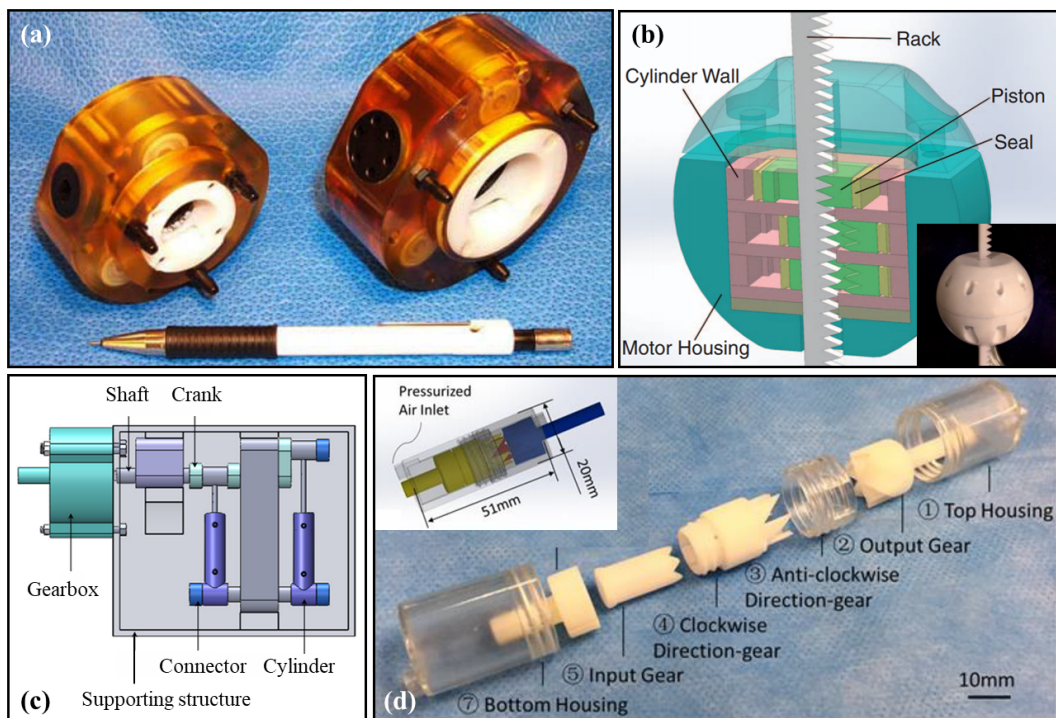 (a)
(b)
Rack
Cylinder Wall
Piston
Seal
Motor Housing
Shaft
Crank
Gearbox
Connector
Cylinder
Supporting structure
(c)
Pressurized
Air Inlet
20mm
51mm
① Top Housing
② Output Gear
③ Anti-clockwise
Direction-gear
④ Clockwise
Direction-gear
⑤ Input Gear
⑦ Bottom Housing
10mm
(d)